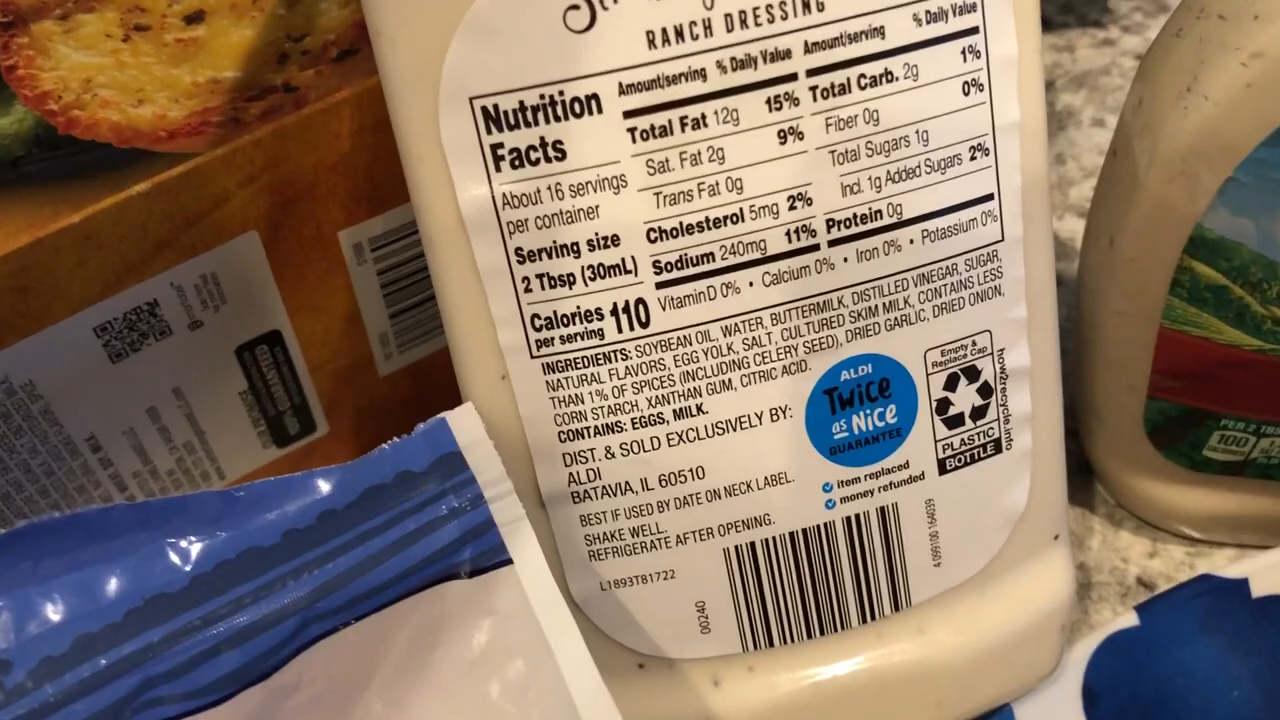 RANCH DRESSING
Nutrition
Facts
About 16 servings
per container
Serving size
2 Tbsp (30mL)
Calories 110
per serving
Amount/serving % Daily Value
Total Fat 12g 15%
Sat. Fat 2g 9%
Trans Fat 0g
Cholesterol 5mg 2%
Sodium 240mg 11%
Amount/serving % Daily Value
Total Carb. 2g 1%
Fiber 0g 0%
Total Sugars 1g
Incl. 1g Added Sugars 2%
Protein 0g
Vitamin D 0% • Calcium 0% • Iron 0% • Potassium 0%
INGREDIENTS: SOYBEAN OIL, WATER, BUTTERMILK, DISTILLED VINEGAR, SUGAR,
NATURAL FLAVORS, EGG YOLK, SALT, CULTURED SKIM MILK, CONTAINS LESS
THAN 1% OF SPICES (INCLUDING CELERY SEED), DRIED GARLIC, DRIED ONION,
CORN STARCH, XANTHAN GUM, CITRIC ACID.
CONTAINS: EGGS, MILK.
DIST. & SOLD EXCLUSIVELY BY:
ALDI
BATAVIA, IL 60510
BEST IF USED BY DATE ON NECK LABEL.
SHAKE WELL.
REFRIGERATE AFTER OPENING.
L1893T81722
ALDI
Twice
as Nice
GUARANTEE
item replaced
money refunded
Empty &
Replace Cap
PLASTIC
BOTTLE
how2recycle.info
00240
4 099100 164039
PER 2 TBS
100
CALORIES